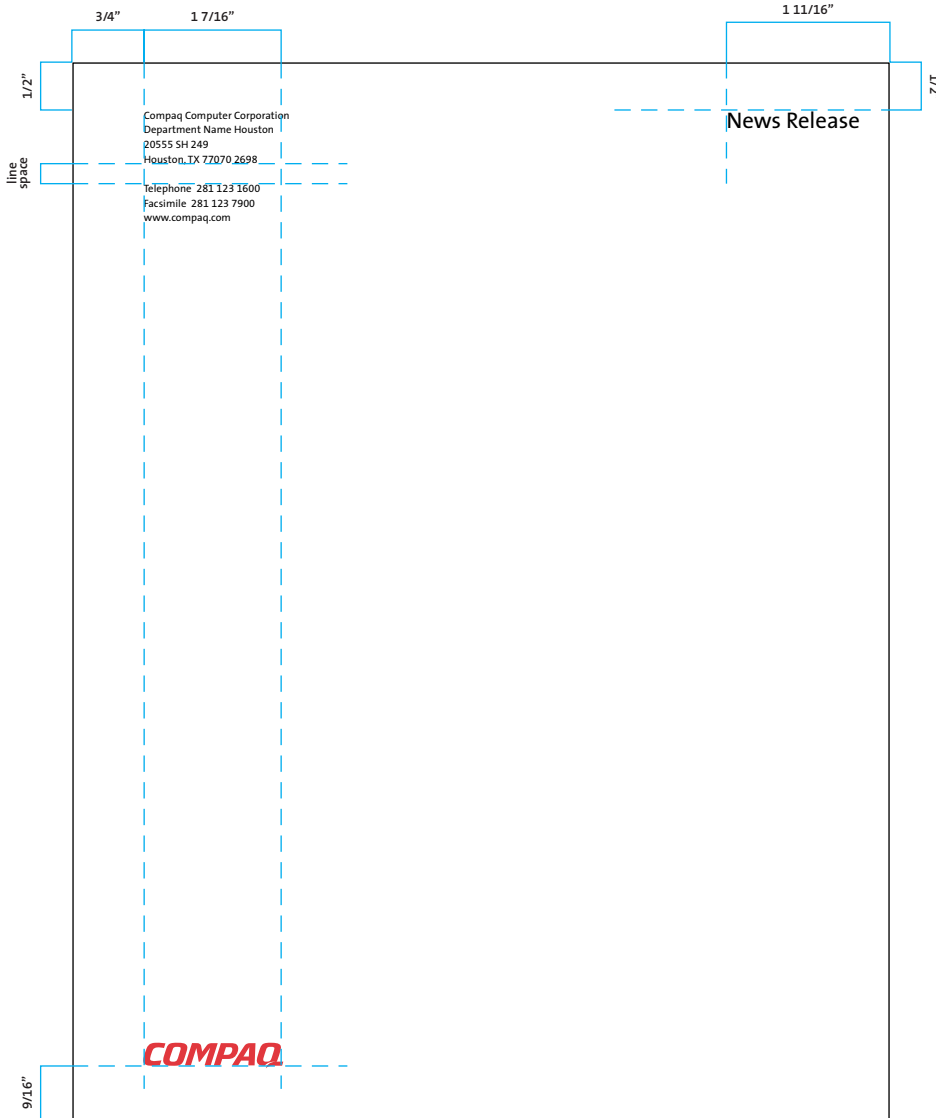 3/4” 1 7/16” 1 11/16”
1/2”
1/2
Compaq Computer Corporation
Department Name Houston
20555 SH 249
Houston, TX 77070 2698
News Release
line
space
Telephone 281 123 1600
Facsimile 281 123 7900
www.compaq.com
COMPAQ
9/16”